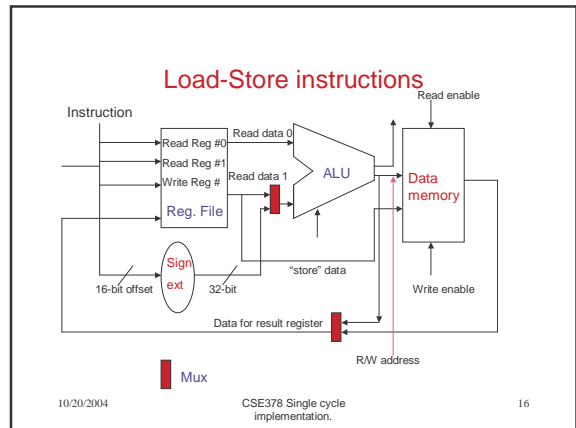 Load-Store instructions
Instruction
Read enable
Read Reg #0
Read data 0
Read Reg #1
Read data 1
ALU
Write Reg #
Data
memory
Reg. File
Sign
ext
"store" data
16-bit offset
32-bit
Write enable
Data for result register
R/W address
Mux
10/20/2004
CSE378 Single cycle
implementation.
16